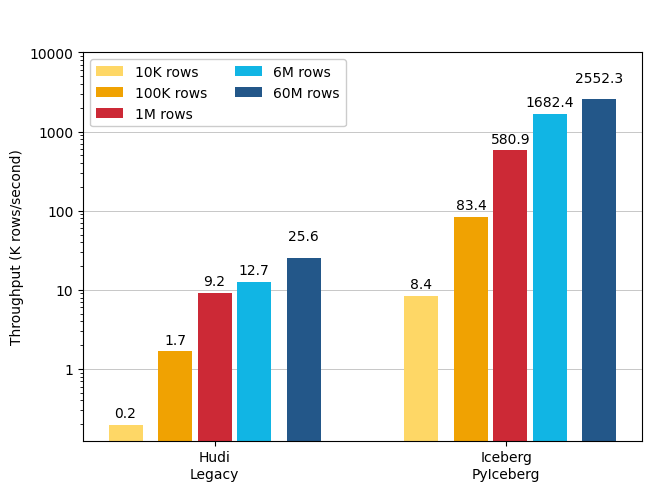 10K rows
100K rows
1M rows
6M rows
60M rows
Throughput (K rows/second)
10000
1000
100
10
1
0.2
1.7
9.2
12.7
25.6
8.4
83.4
580.9
1682.4
2552.3
Hudi
Legacy
Iceberg
PyIceberg